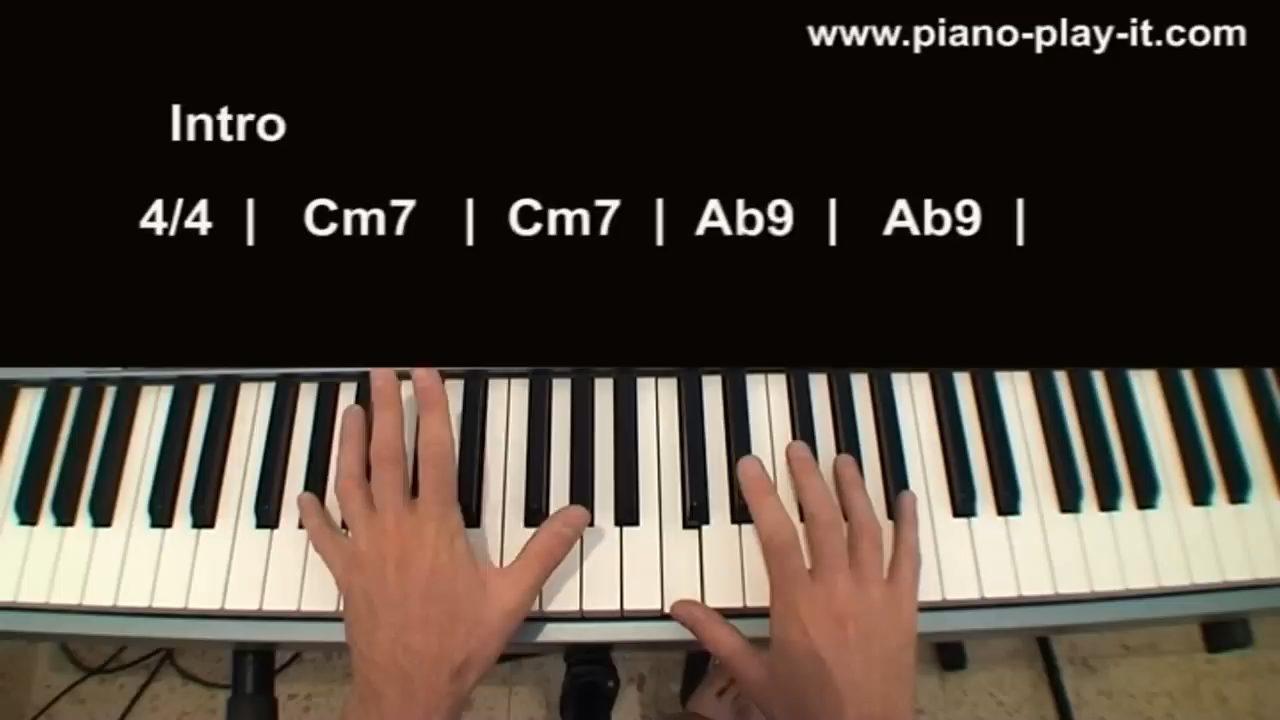 www.piano-play-it.com
Intro
4/4 | Cm7 | Cm7 | Ab9 | Ab9 |